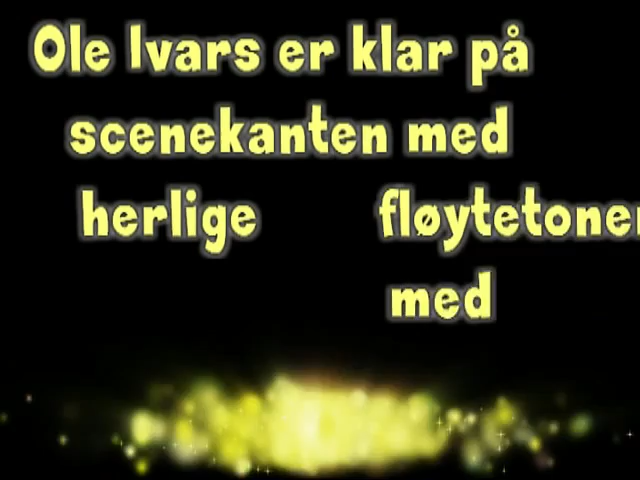 Ole Ivars er klar på
scenekanten med
herlige fløytetoner
med